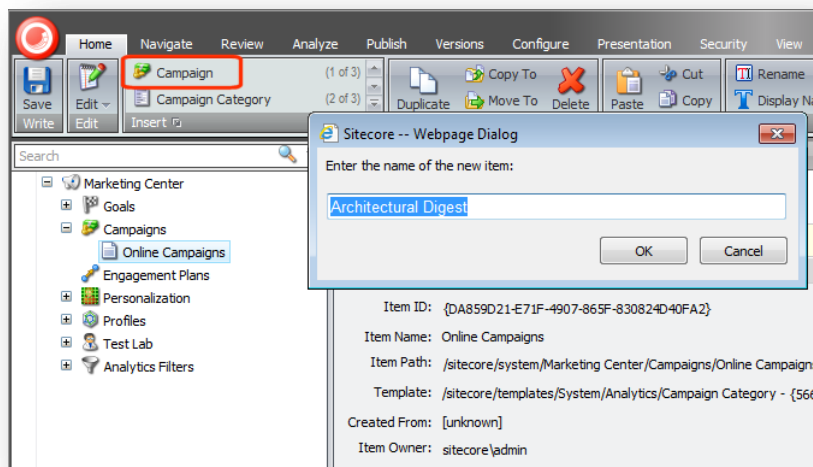 Home Navigate Review Analyze Publish Versions Configure Presentation Security View
Campaign (1 of 3)
Campaign Category (2 of 3)
Save Edit Duplicate Copy To Move To Delete Paste Cut Copy Rename Display
Write Edit Insert
Sitecore -- Webpage Dialog
Enter the name of the new item:
Architectural Digest
OK Cancel
Search
Marketing Center
Goals
Campaigns
Online Campaigns
Engagement Plans
Personalization
Profiles
Test Lab
Analytics Filters
Item ID: {DA859D21-E71F-4907-865F-830824D40FA2}
Item Name: Online Campaigns
Item Path: /sitecore/system/Marketing Center/Campaigns/Online Campaigns
Template: /sitecore/templates/System/Analytics/Campaign Category - {566
Created From: [unknown]
Item Owner: sitecore\admin